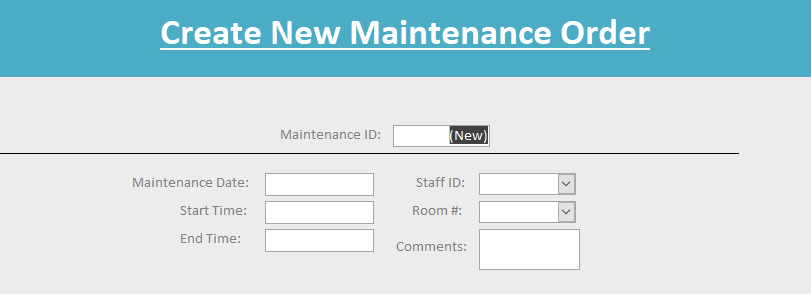 Create New Maintenance Order
Maintenance ID: (New)
Maintenance Date: Staff ID:
Start Time: Room #:
End Time: Comments: